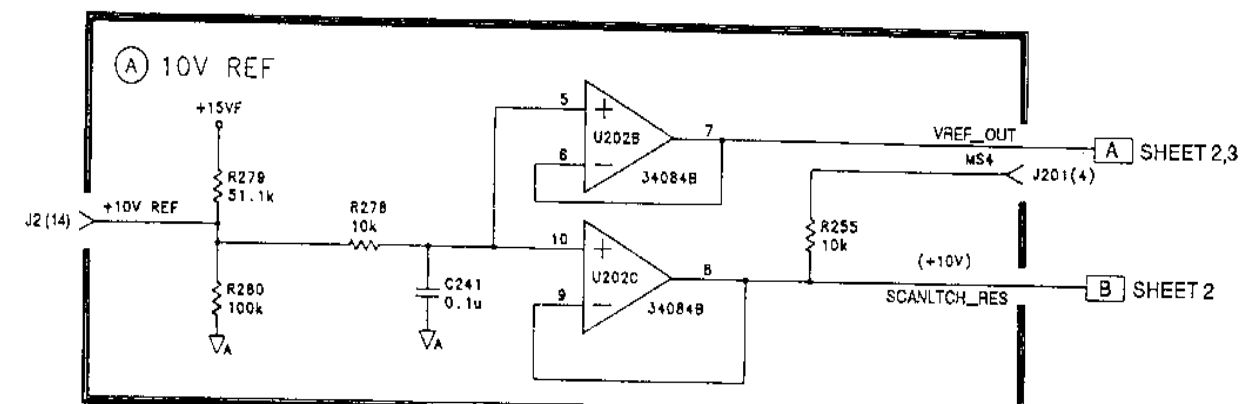 A 10V REF
+15VF
R279
51.1k
J2(14)
+10V REF
R278
10k
R280
100k
A
C241
0.1u
A
5
+
U202B
6
−
7
34084B
10
+
U202C
9
−
8
34084B
VREF_OUT
A SHEET 2,3
MS4
J201(4)
R255
10k
(+10V)
SCANLTCH_RES
B SHEET 2